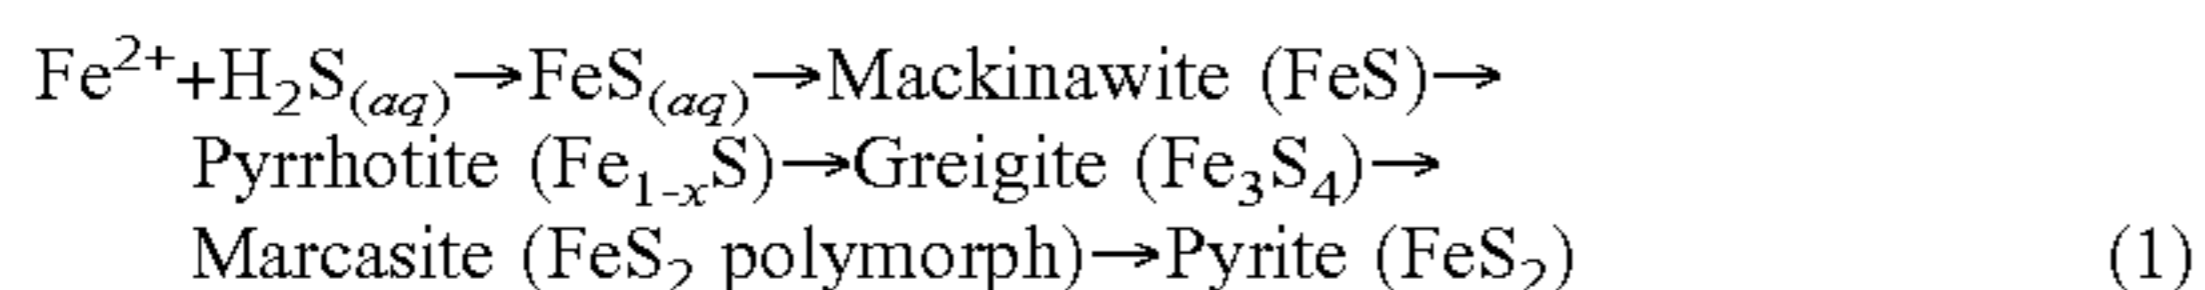 Fe²⁺+H₂S₍aq₎→FeS₍aq₎→Mackinawite (FeS)→
Pyrrhotite (Fe₁₋ₓS)→Greigite (Fe₃S₄)→
Marcasite (FeS₂ polymorph)→Pyrite (FeS₂) (1)